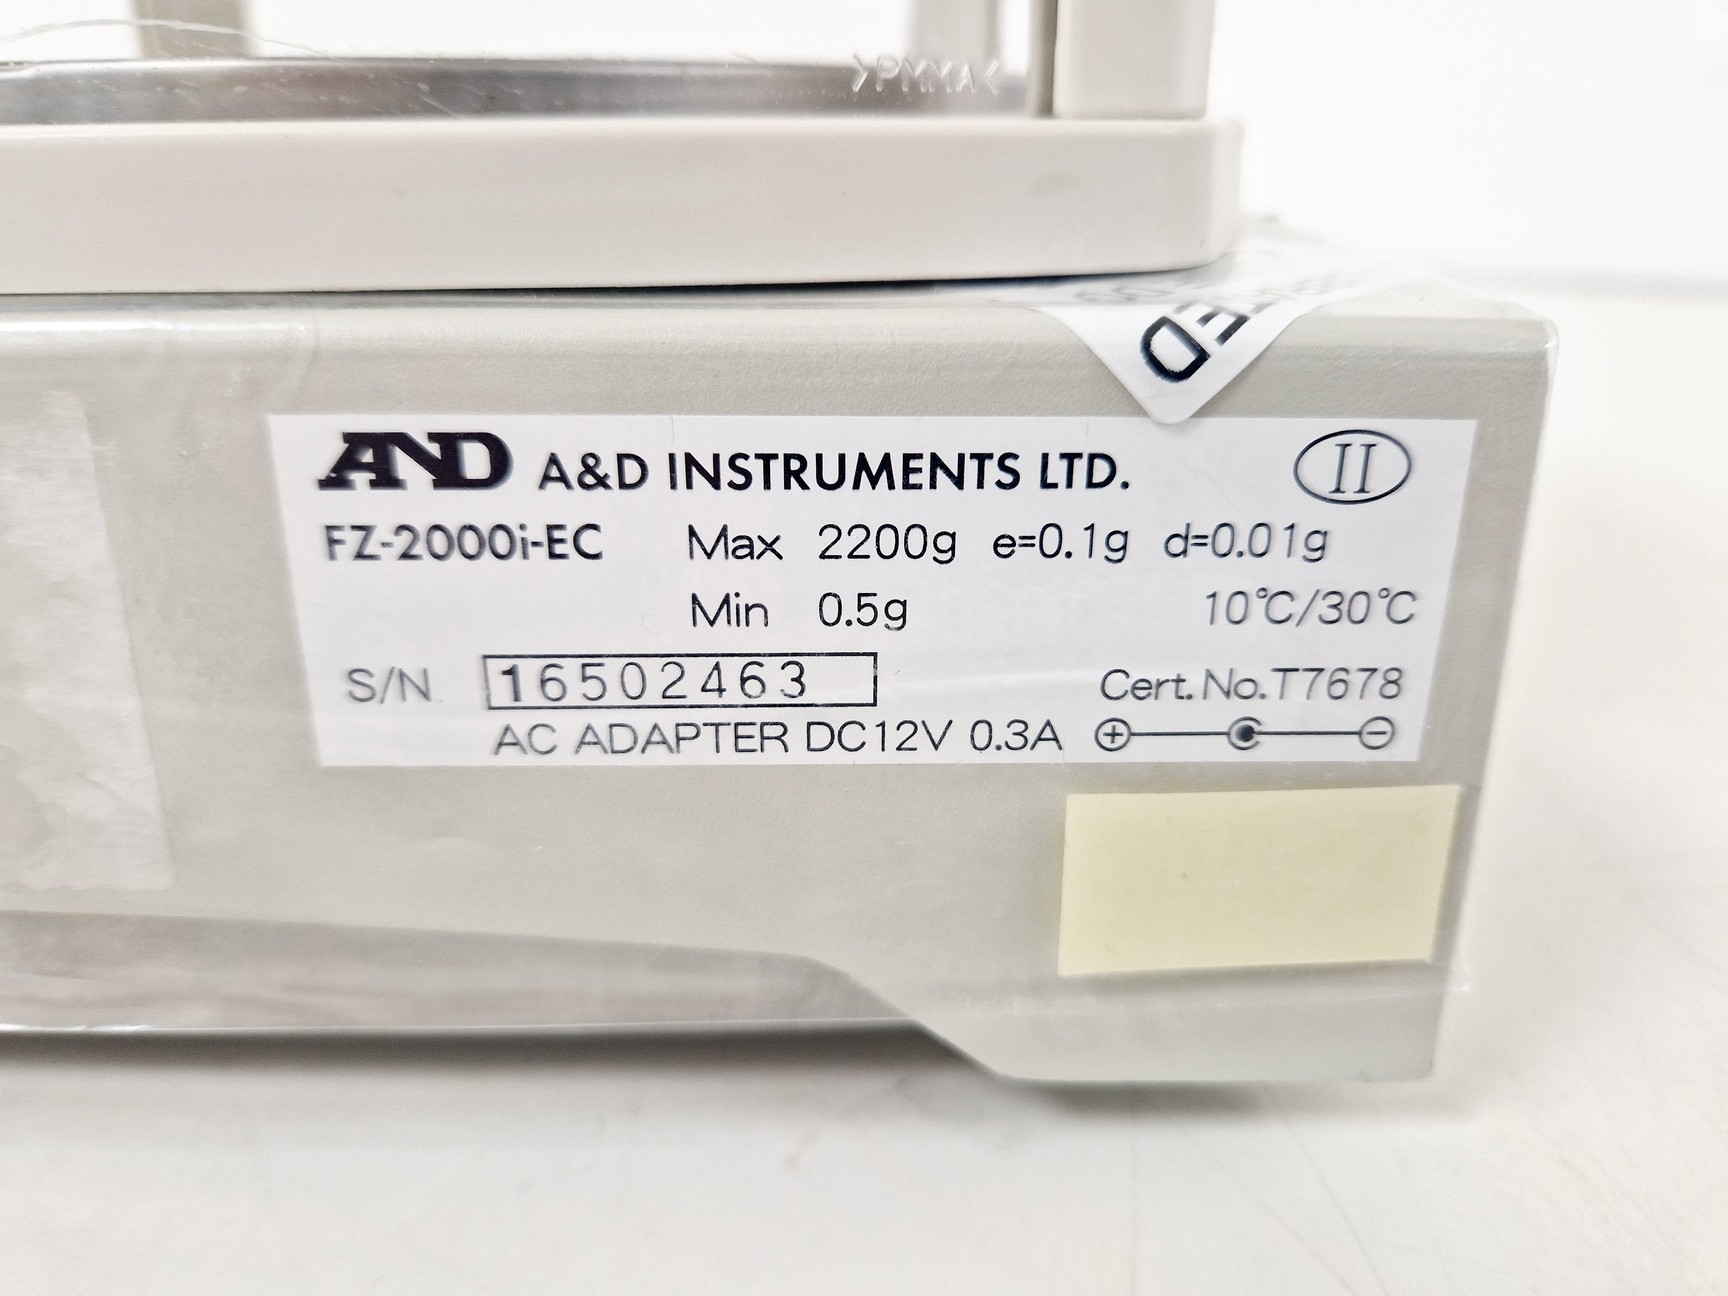 >PMMA<
AND A&D INSTRUMENTS LTD. II
FZ-2000i-EC Max 2200g e=0.1g d=0.01g
Min 0.5g 10°C/30°C
S/N 16502463 Cert.No.T7678
AC ADAPTER DC12V 0.3A